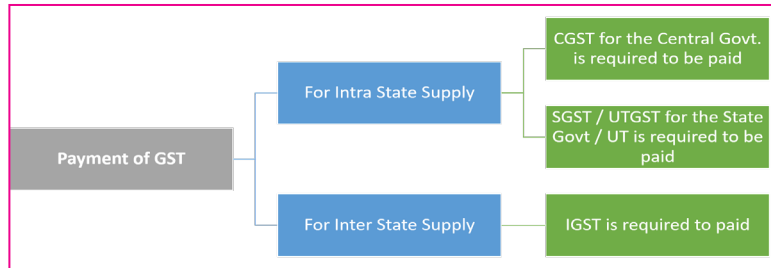 Payment of GST
For Intra State Supply
CGST for the Central Govt.
is required to be paid
SGST / UTGST for the State
Govt / UT is required to be
paid
For Inter State Supply
IGST is required to paid